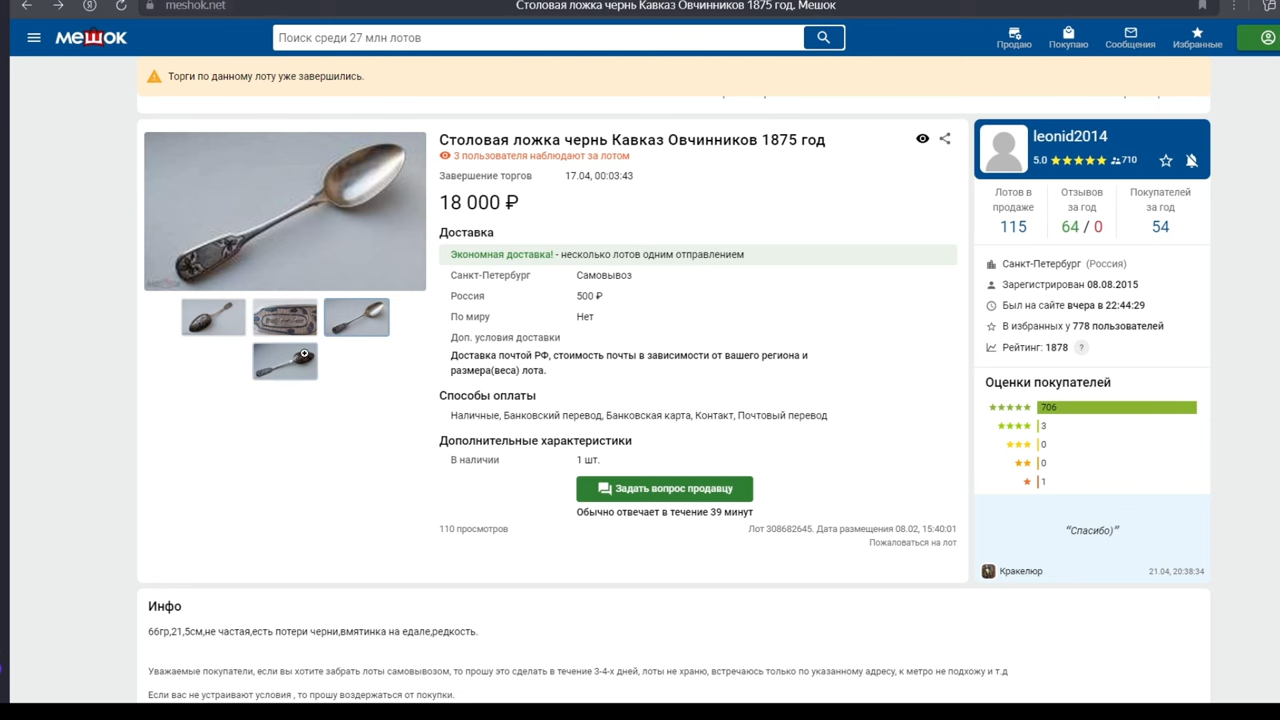 meshok.net
Столовая ложка чернь Кавказ Овчинников 1875 год. Мешок
мешок
Поиск среди 27 млн лотов
Продаю
Покупаю
Сообщения
Избранные
Торги по данному лоту уже завершились.
Столовая ложка чернь Кавказ Овчинников 1875 год
3 пользователя наблюдают за лотом
Завершение торгов 17.04, 00:03:43
18 000 ₽
Доставка
Экономная доставка! - несколько лотов одним отправлением
Санкт-Петербург Самовывоз
Россия 500 ₽
По миру Нет
Доп. условия доставки
Доставка почтой РФ, стоимость почты в зависимости от вашего региона и
размера(веса) лота.
Способы оплаты
Наличные, Банковский перевод, Банковская карта, Контакт, Почтовый перевод
Дополнительные характеристики
В наличии 1 шт.
Задать вопрос продавцу
Обычно отвечает в течение 39 минут
110 просмотров
Лот 308682645. Дата размещения 08.02, 15:40:01
Пожаловаться на лот
leonid2014
5.0 710
Лотов в продаже 115
Отзывов за год 64 / 0
Покупателей за год 54
Санкт-Петербург (Россия)
Зарегистрирован 08.08.2015
Был на сайте вчера в 22:44:29
В избранных у 778 пользователей
Рейтинг: 1878 ?
Оценки покупателей
706
3
0
0
1
“Спасибо)”
Кракелюр 21.04, 20:38:34
Инфо
66гр,21,5см,не частая,есть потери черни,вмятинка на едале,редкость.
Уважаемые покупатели, если вы хотите забрать лоты самовывозом, то прошу это сделать в течение 3-4-х дней, лоты не храню, встречаюсь только по указанному адресу, к метро не подхожу и т.д
Если вас не устраивают условия , то прошу воздержаться от покупки.